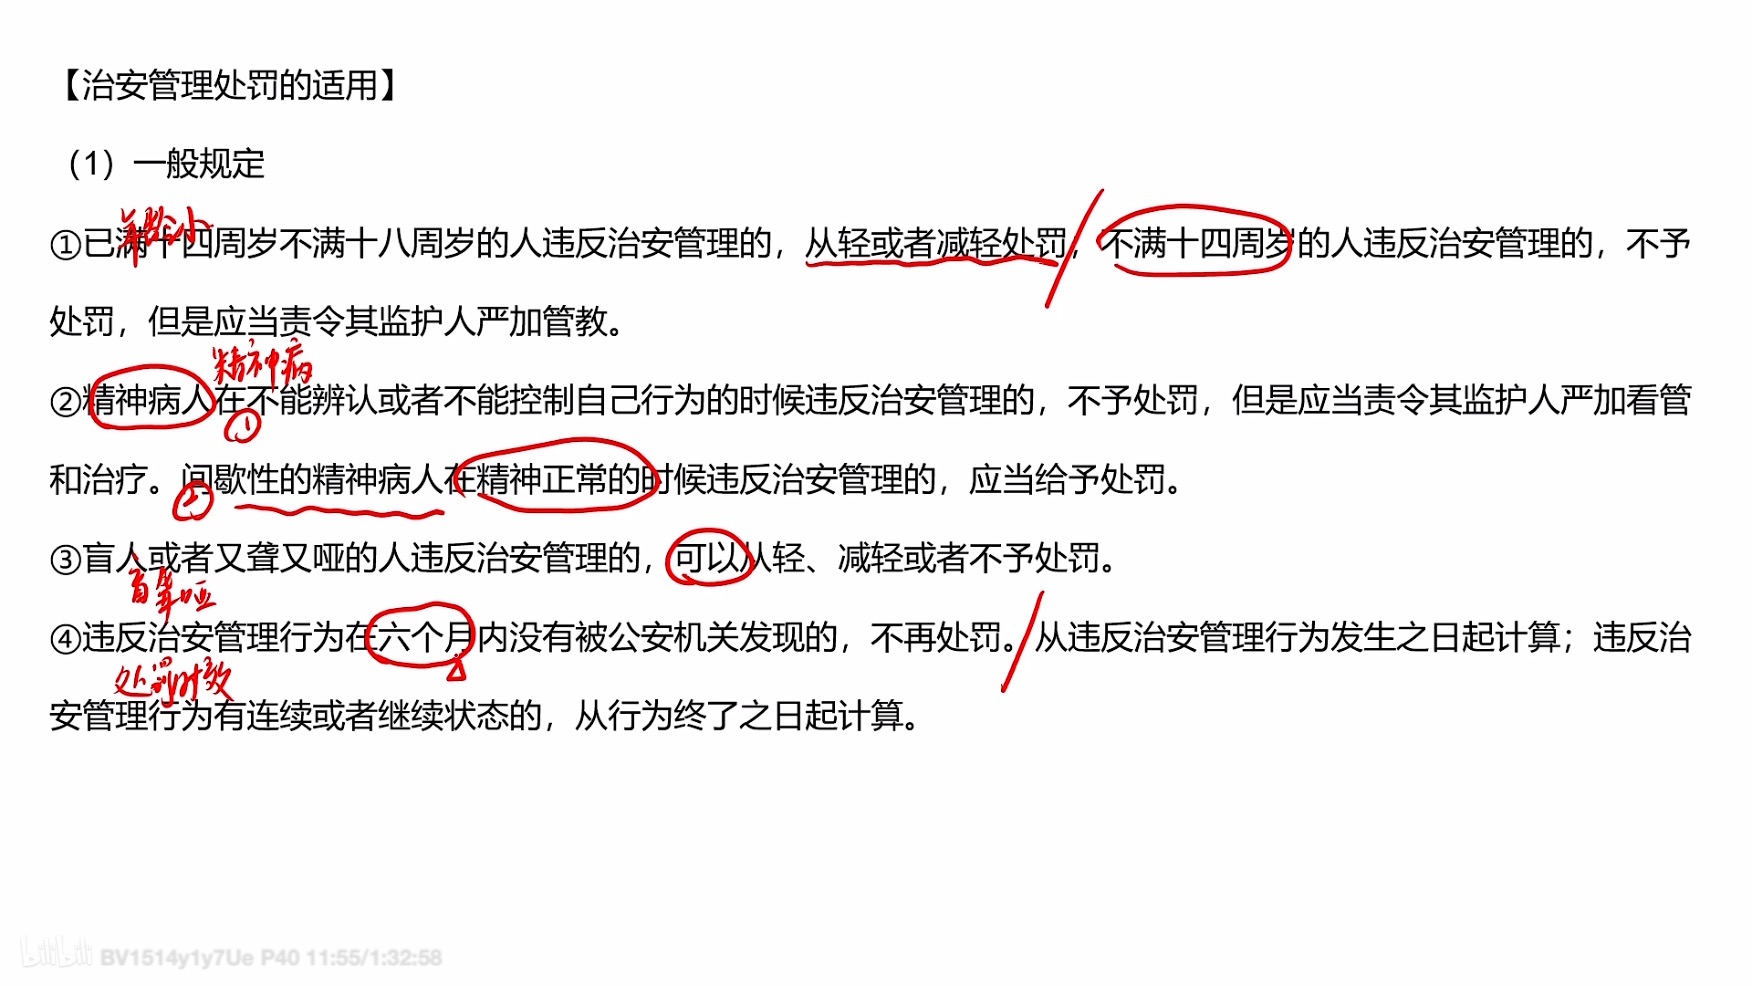 【治安管理处罚的适用】
（1）一般规定
年龄小
①已满十四周岁不满十八周岁的人违反治安管理的，从轻或者减轻处罚，不满十四周岁的人违反治安管理的，不予
处罚，但是应当责令其监护人严加管教。
精神病
②精神病人在不能辨认或者不能控制自己行为的时候违反治安管理的，不予处罚，但是应当责令其监护人严加看管
①
和治疗。间歇性的精神病人在精神正常的时候违反治安管理的，应当给予处罚。
②
③盲人或者又聋又哑的人违反治安管理的，可以从轻、减轻或者不予处罚。
盲聋哑
④违反治安管理行为在六个月内没有被公安机关发现的，不再处罚。从违反治安管理行为发生之日起计算；违反治
处罚时效
安管理行为有连续或者继续状态的，从行为终了之日起计算。
bilibili BV1514y1y7Ue P40 11:55/1:32:58